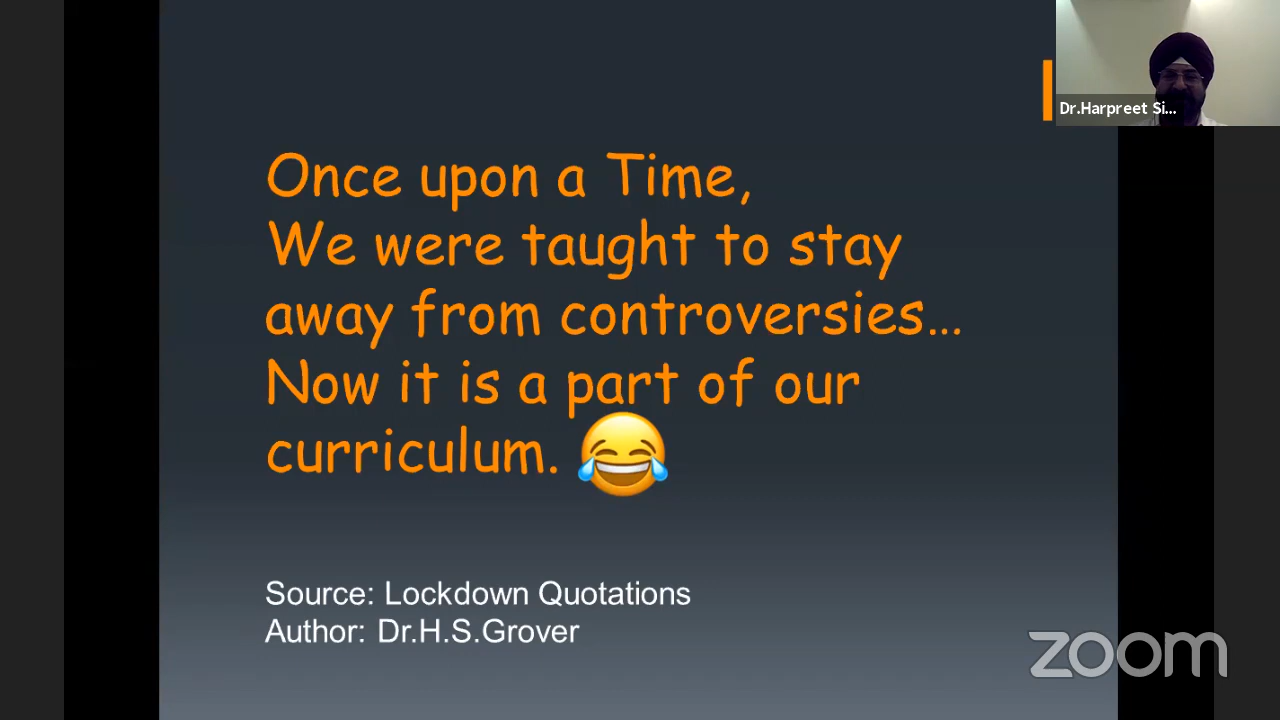 Dr.Harpreet Si...
Once upon a Time,
We were taught to stay
away from controversies...
Now it is a part of our
curriculum. 😂
Source: Lockdown Quotations
Author: Dr.H.S.Grover
zoom